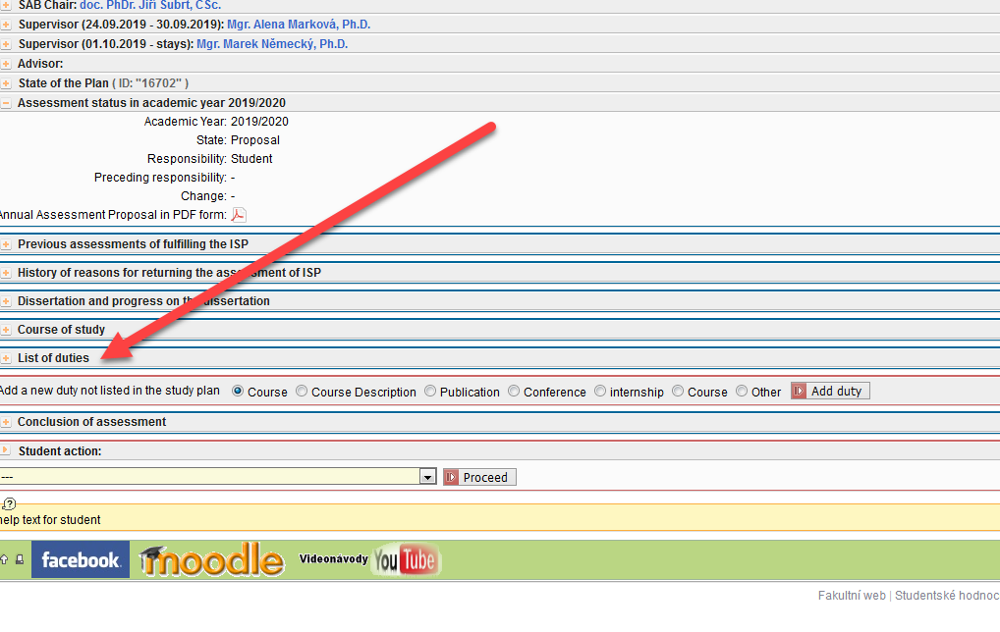 SAB Chair: doc. PhDr. Jiří Šubrt, CSc.
Supervisor (24.09.2019 - 30.09.2019): Mgr. Alena Marková, Ph.D.
Supervisor (01.10.2019 - stays): Mgr. Marek Německý, Ph.D.
Advisor:
State of the Plan ( ID: "16702" )
Assessment status in academic year 2019/2020
Academic Year: 2019/2020
State: Proposal
Responsibility: Student
Preceding responsibility: -
Change: -
Annual Assessment Proposal in PDF form:
Previous assessments of fulfilling the ISP
History of reasons for returning the assessment of ISP
Dissertation and progress on the dissertation
Course of study
List of duties
Add a new duty not listed in the study plan Course Course Description Publication Conference internship Course Other Add duty
Conclusion of assessment
Student action:
--- Proceed
?
help text for student
facebook. moodle Videonávody YouTube
Fakultní web | Studentské hodnoc